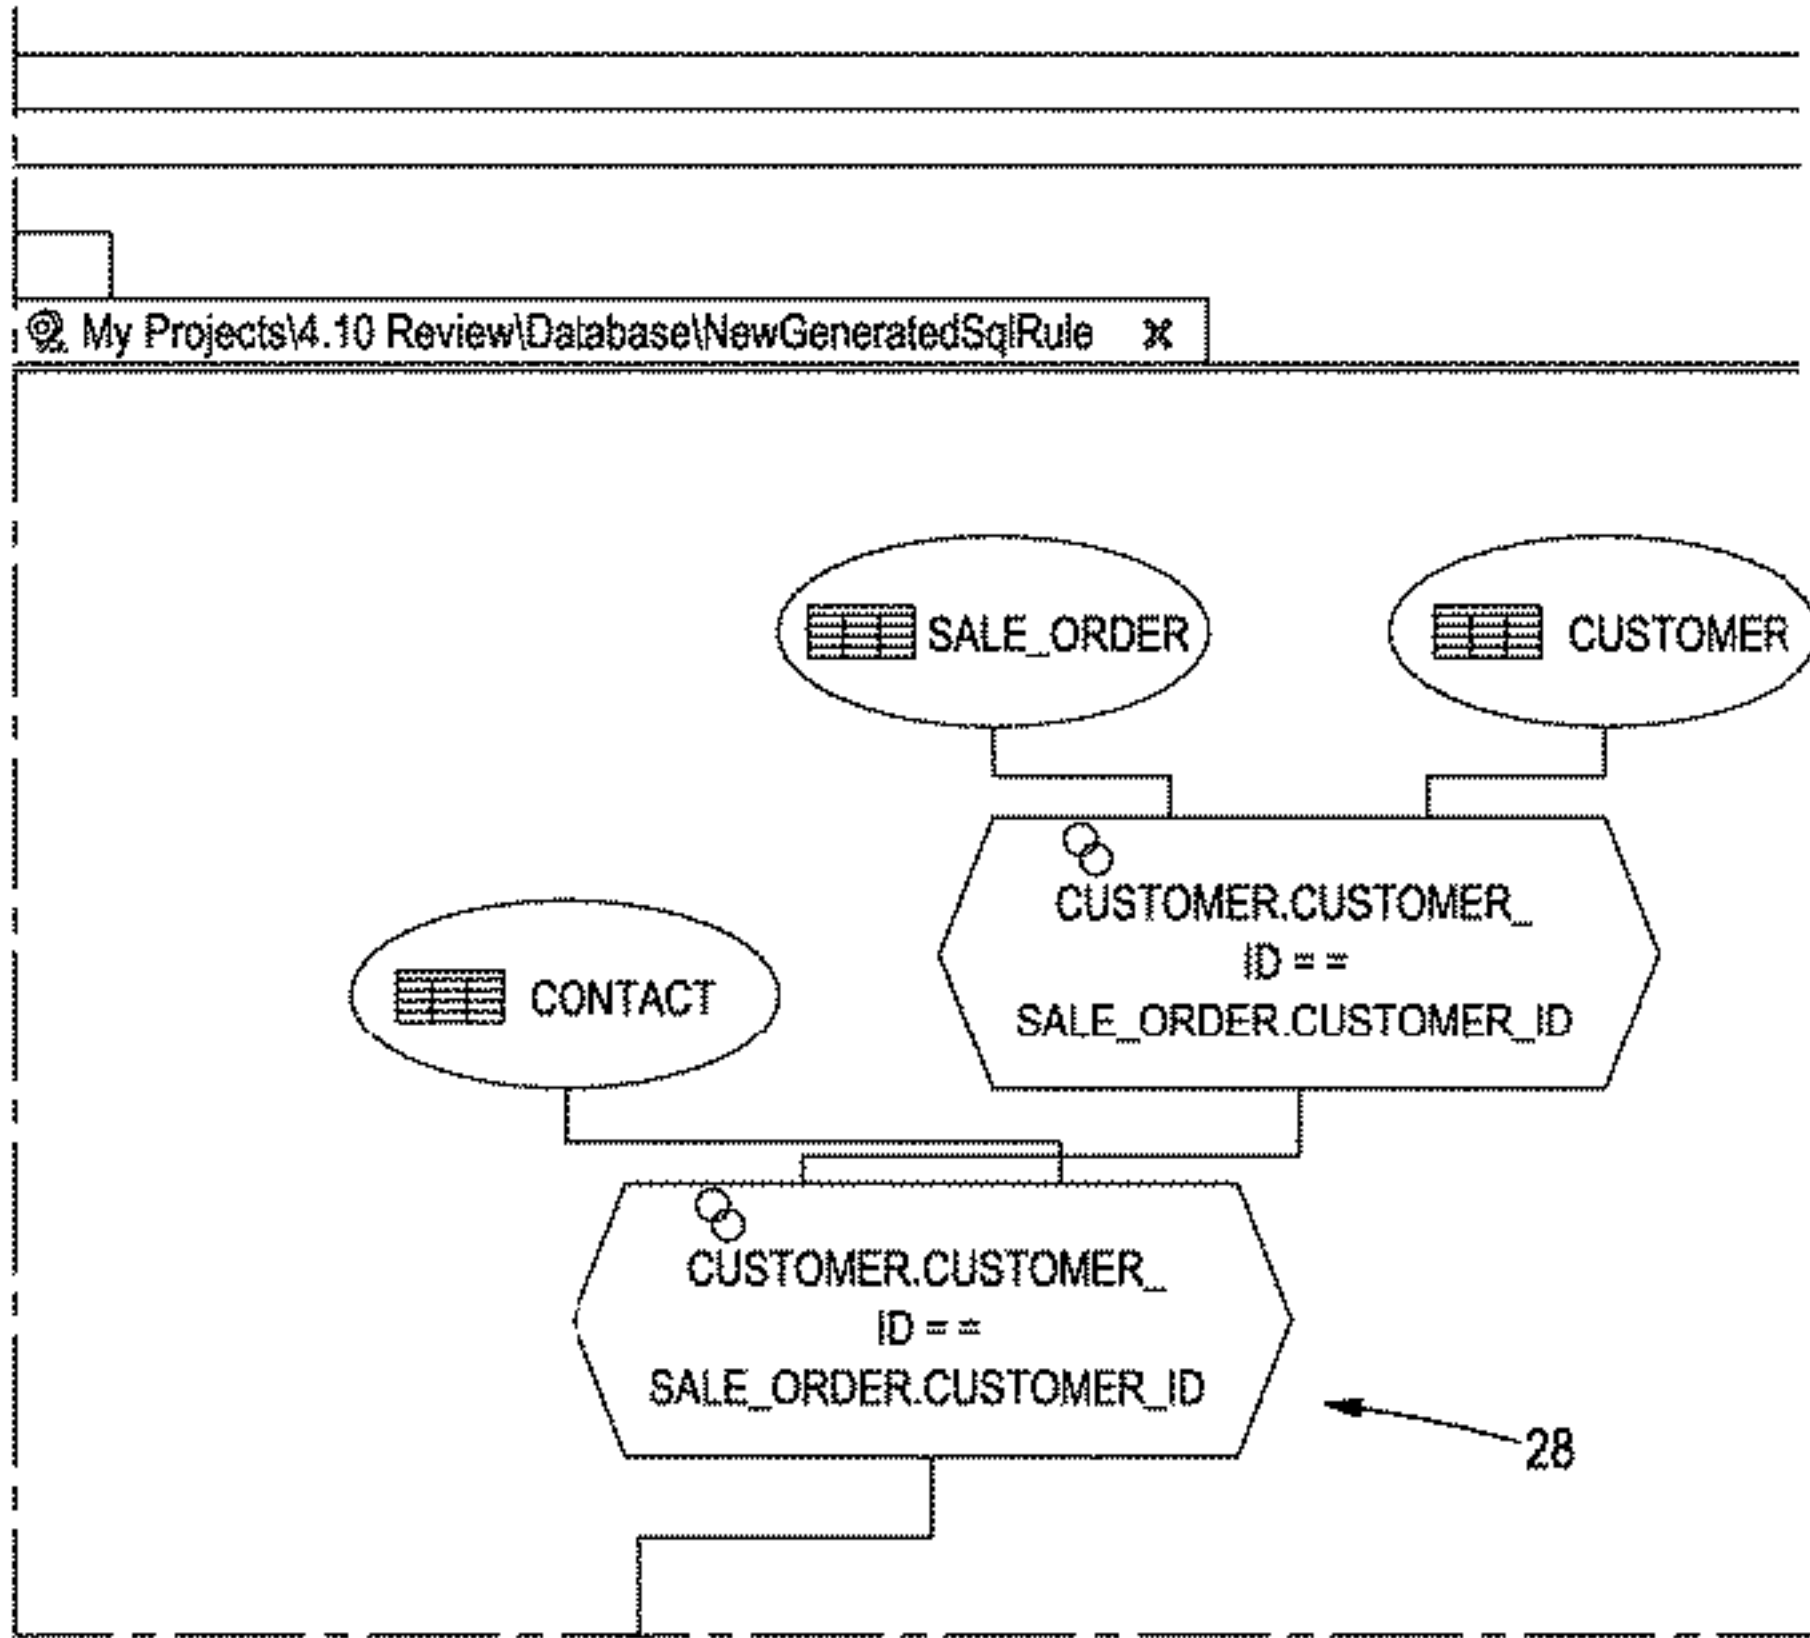 My Projects\4.10 Review\Database\NewGeneratedSqlRule
SALE_ORDER
CUSTOMER
CUSTOMER.CUSTOMER_
ID = =
SALE_ORDER.CUSTOMER_ID
CONTACT
CUSTOMER.CUSTOMER_
ID = =
SALE_ORDER.CUSTOMER_ID
28